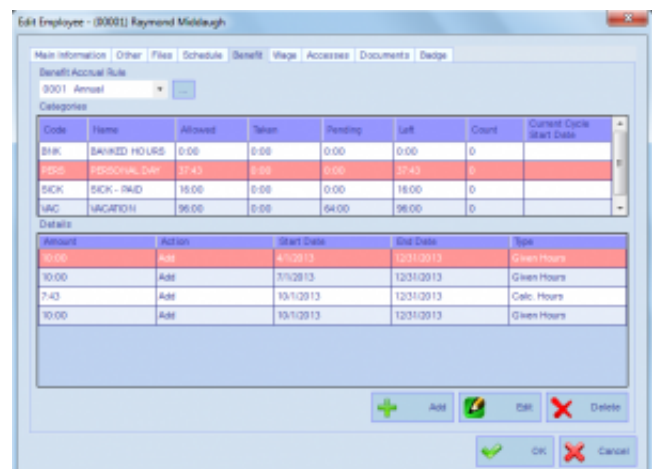 Edit Employee - (00001) Raymond Middaugh
Main Information Other Files Schedule Benefit Wage Accesses Documents Badge
Benefit Accrual Rule
0001 Annual ...
Categories
Code Name Allowed Taken Pending Left Count Current Cycle Start Date
BNK BANKED HOURS 0:00 0:00 0:00 0:00 0
PERS PERSONAL DAY 37:43 0:00 0:00 37:43 0
SICK SICK - PAID 16:00 0:00 0:00 16:00 0
VAC VACATION 96:00 0:00 64:00 96:00 0
Details
Amount Action Start Date End Date Type
10:00 Add 4/1/2013 12/31/2013 Given Hours
10:00 Add 7/1/2013 12/31/2013 Given Hours
7:43 Add 10/1/2013 12/31/2013 Calc. Hours
10:00 Add 10/1/2013 12/31/2013 Given Hours
Add Edit Delete
OK Cancel